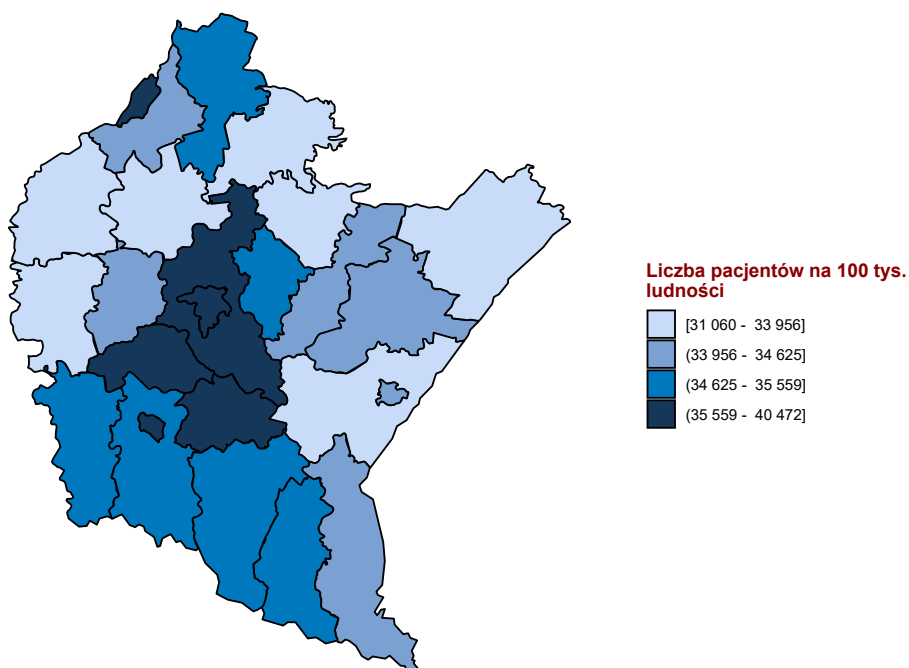 Liczba pacjentów na 100 tys.
ludności
[31 060 - 33 956]
(33 956 - 34 625]
(34 625 - 35 559]
(35 559 - 40 472]